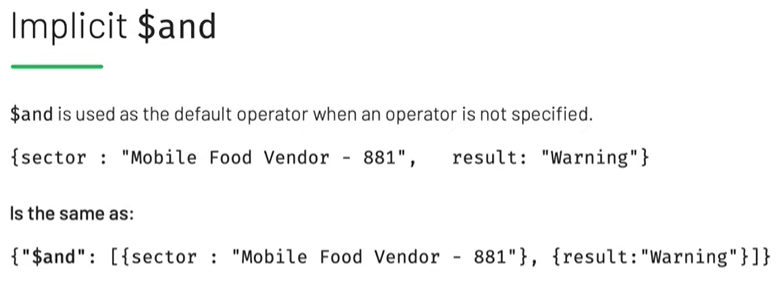 Implicit $and
$and is used as the default operator when an operator is not specified.
{sector : "Mobile Food Vendor - 881",   result: "Warning"}
Is the same as:
{"$and": [{sector : "Mobile Food Vendor - 881"}, {result:"Warning"}]}